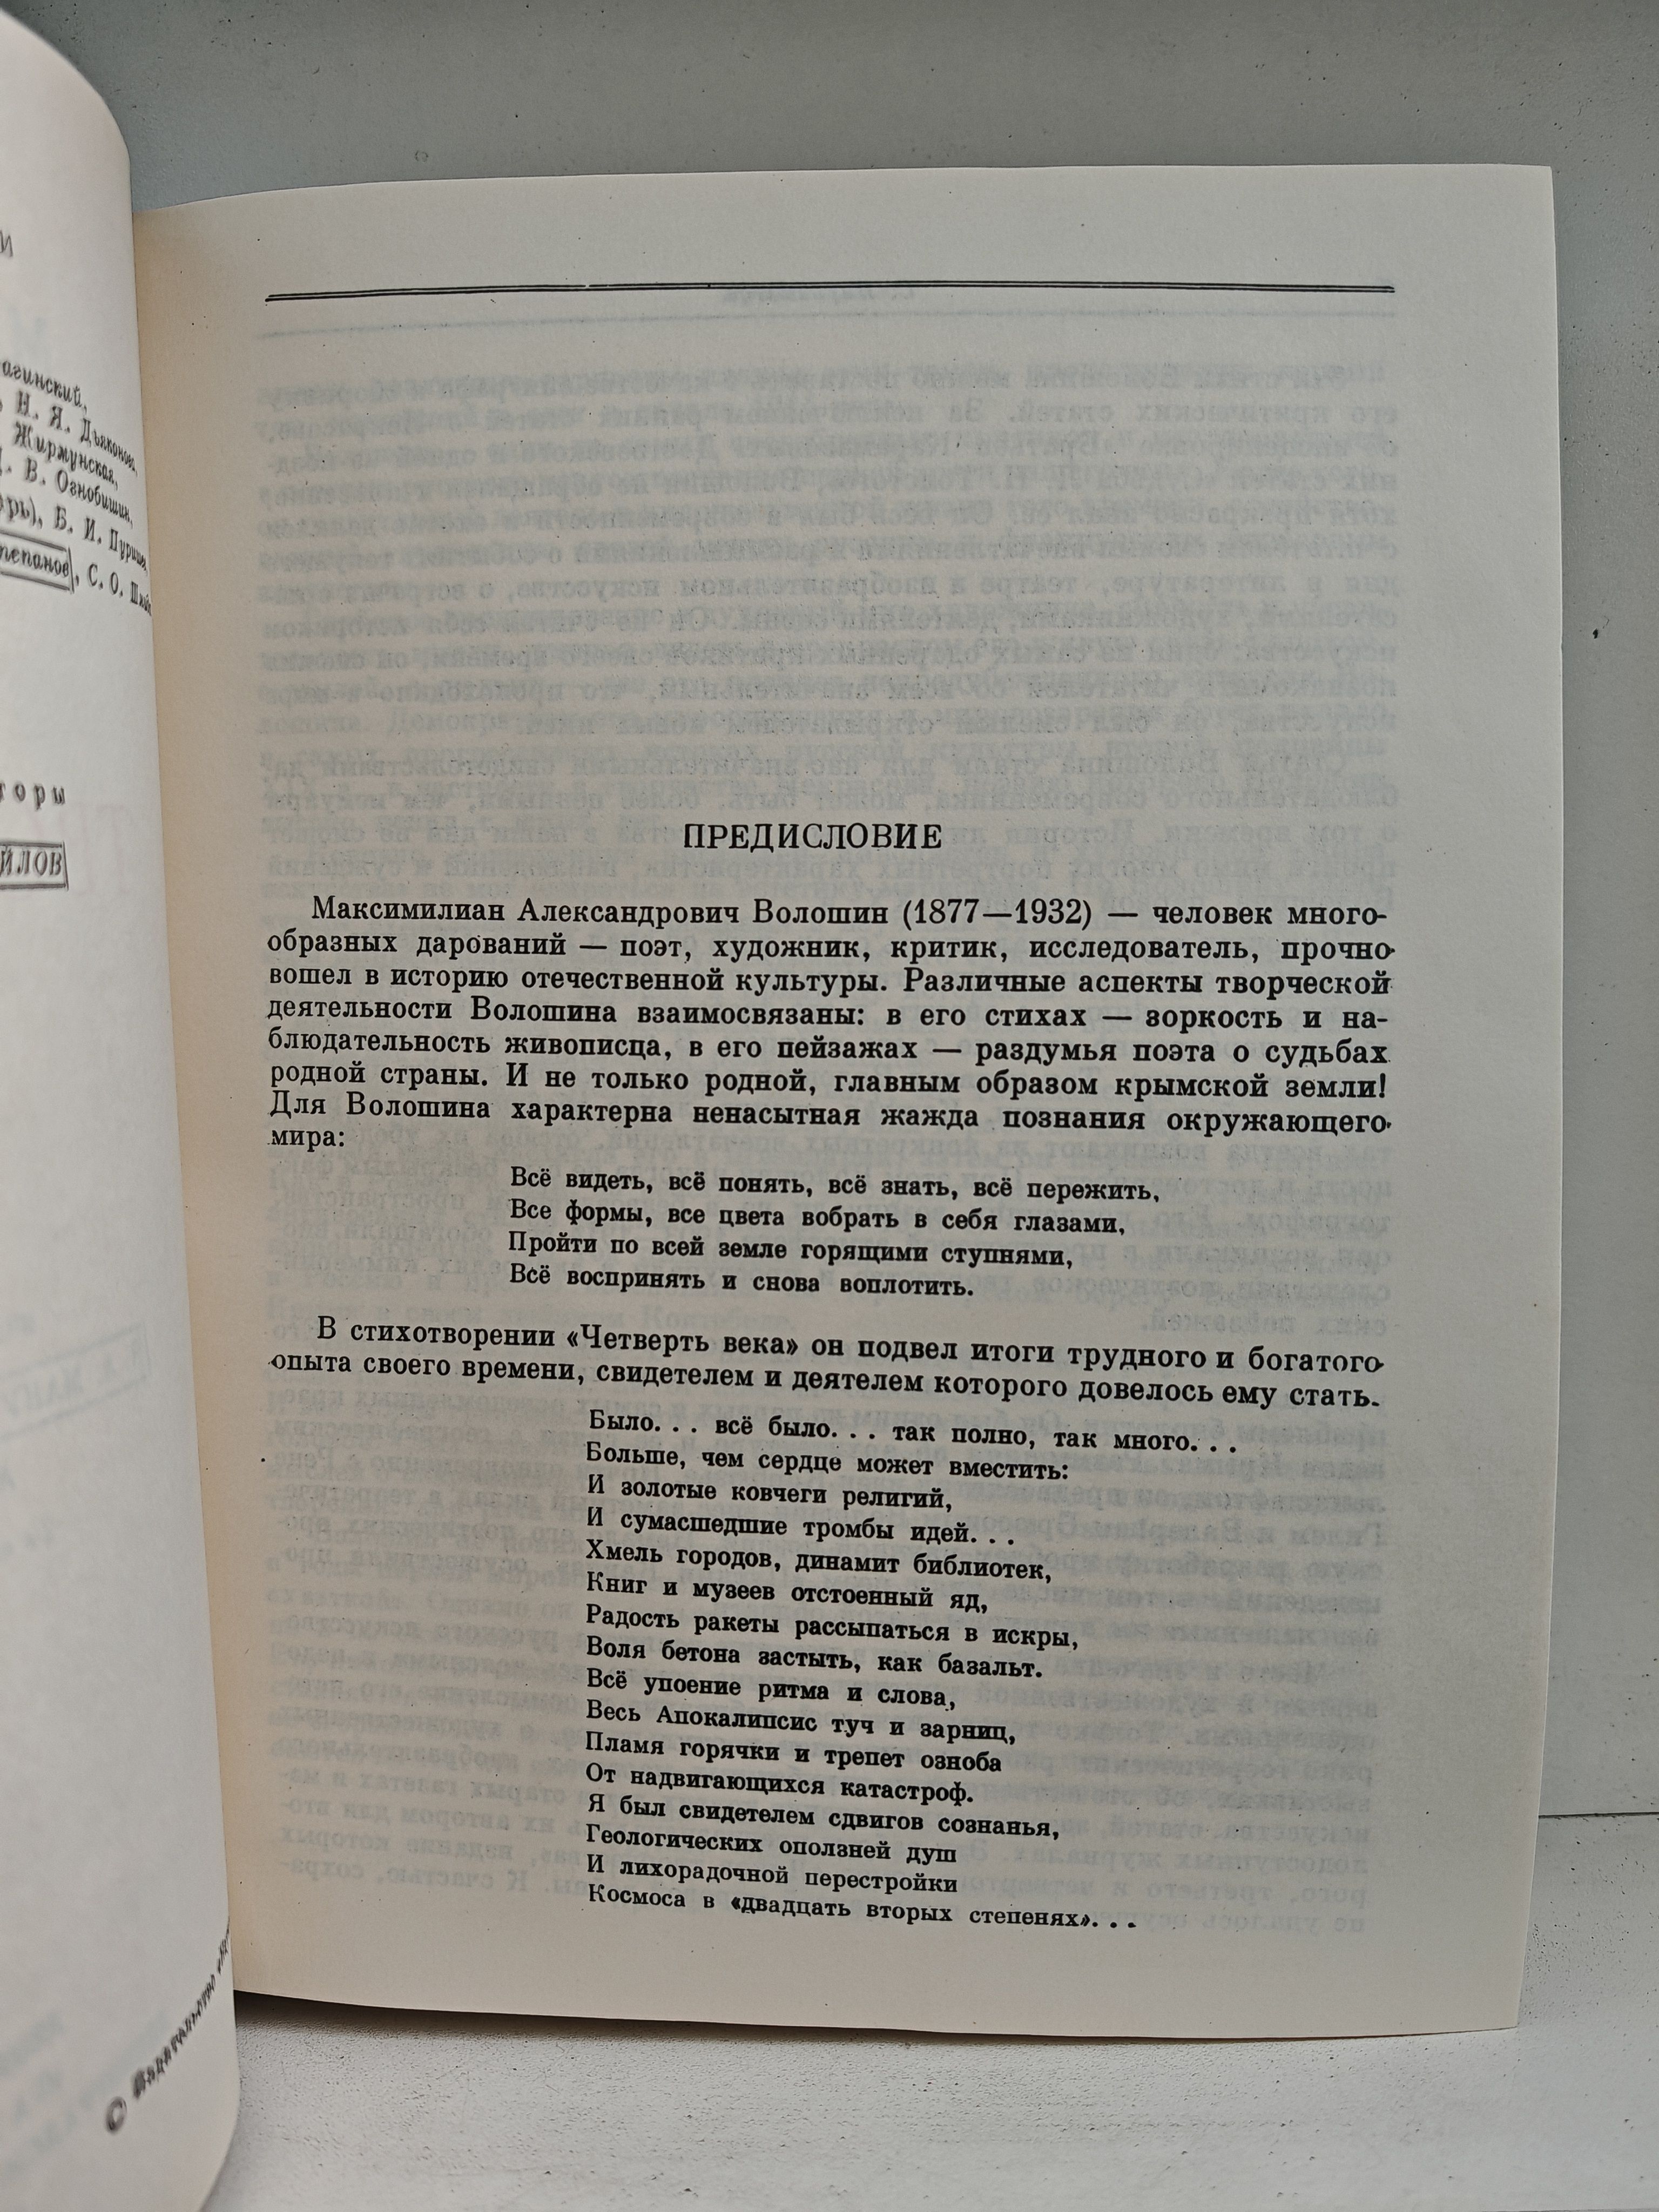 Н. Я. Дьяконова,
Жирмунская,
В. Огнобишин,
Б. И. Пуришев,
С. О.
ПРЕДИСЛОВИЕ
Максимилиан Александрович Волошин (1877—1932) — человек много-
образных дарований — поэт, художник, критик, исследователь, прочно
вошел в историю отечественной культуры. Различные аспекты творческой
деятельности Волошина взаимосвязаны: в его стихах — зоркость и на-
блюдательность живописца, в его пейзажах — раздумья поэта о судьбах
родной страны. И не только родной, главным образом крымской земли!
Для Волошина характерна ненасытная жажда познания окружающего
мира:
Всё видеть, всё понять, всё знать, всё пережить,
Все формы, все цвета вобрать в себя глазами,
Пройти по всей земле горящими ступнями,
Всё воспринять и снова воплотить.
В стихотворении «Четверть века» он подвел итоги трудного и богатого
опыта своего времени, свидетелем и деятелем которого довелось ему стать.
Было... всё было... так полно, так много...
Больше, чем сердце может вместить:
И золотые ковчеги религий,
И сумасшедшие тромбы идей...
Хмель городов, динамит библиотек,
Книг и музеев отстоенный яд,
Радость ракеты рассыпаться в искры,
Воля бетона застыть, как базальт.
Всё упоение ритма и слова,
Весь Апокалипсис туч и зарниц,
Пламя горячки и трепет озноба
От надвигающихся катастроф.
Я был свидетелем сдвигов сознанья,
Геологических оползней душ
И лихорадочной перестройки
Космоса в «двадцать вторых степенях»...
© Издательство